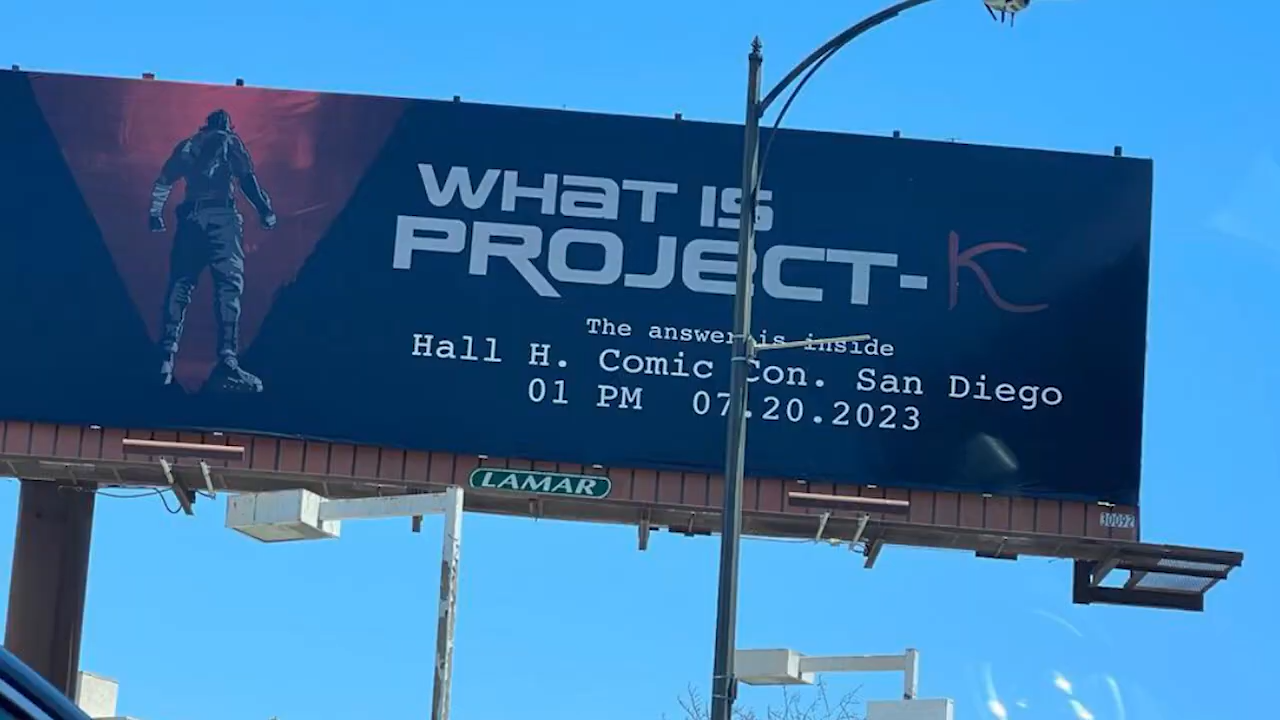 WHaT IS
PROJeCT-K
The answer is inside
Hall H. Comic Con. San Diego
01 PM 07.20.2023
LAMAR
30092